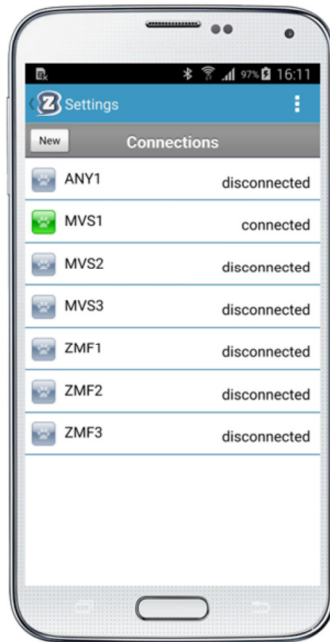 97% 16:11
Z Settings
New Connections
ANY1 disconnected
MVS1 connected
MVS2 disconnected
MVS3 disconnected
ZMF1 disconnected
ZMF2 disconnected
ZMF3 disconnected